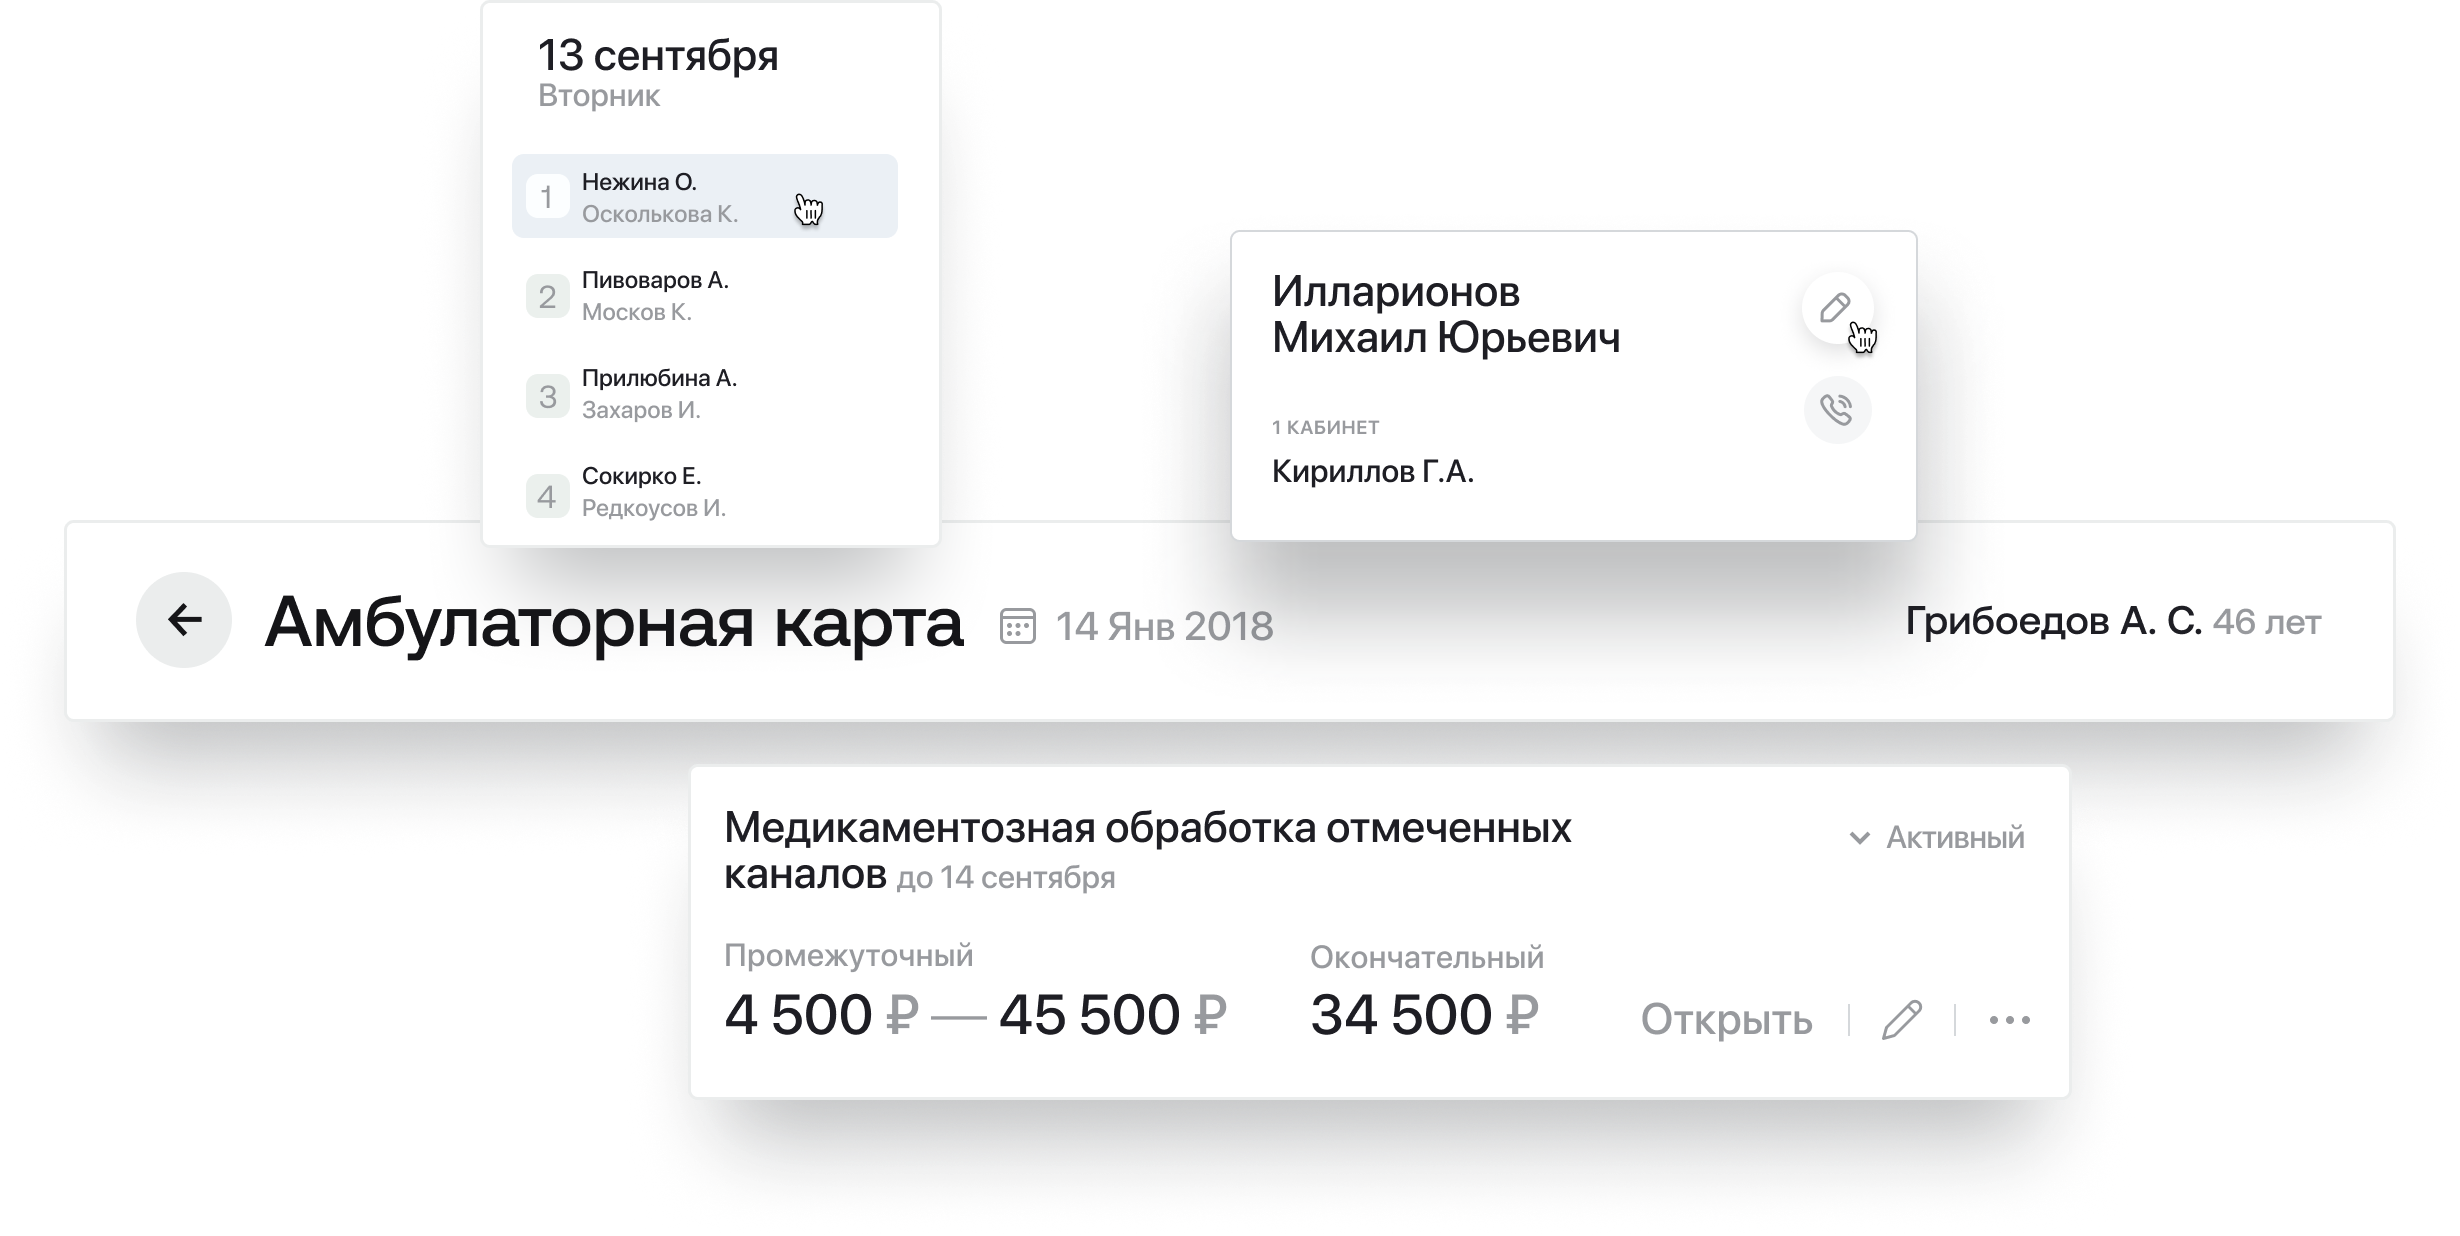 13 сентября
Вторник
1
Нежина О.
Осколькова К.
2
Пивоваров А.
Москов К.
3
Прилюбина А.
Захаров И.
4
Сокирко Е.
Редкоусов И.
Илларионов
Михаил Юрьевич
1 КАБИНЕТ
Кириллов Г.А.
Амбулаторная карта 14 Янв 2018
Грибоедов А. С. 46 лет
Медикаментозная обработка отмеченных
каналов до 14 сентября
Активный
Промежуточный
4 500 ₽ — 45 500 ₽
Окончательный
34 500 ₽
Открыть